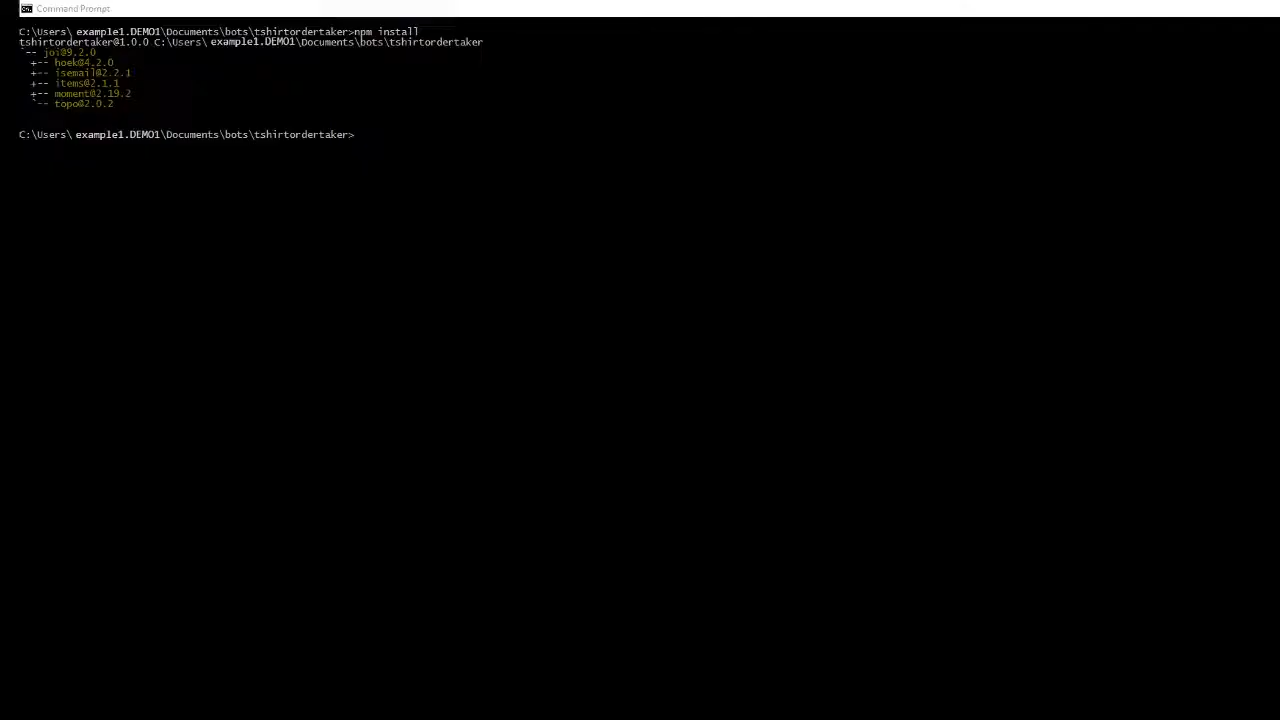 Command Prompt
C:\Users\ example1.DEMO1\Documents\bots\tshirtordertaker>npm install
tshirtordertaker@1.0.0 C:\Users\ example1.DEMO1\Documents\bots\tshirtordertaker
`-- joi@9.2.0
+-- hoek@4.2.0
+-- isemail@2.2.1
+-- items@2.1.1
+-- moment@2.19.2
`-- topo@2.0.2
C:\Users\ example1.DEMO1\Documents\bots\tshirtordertaker>